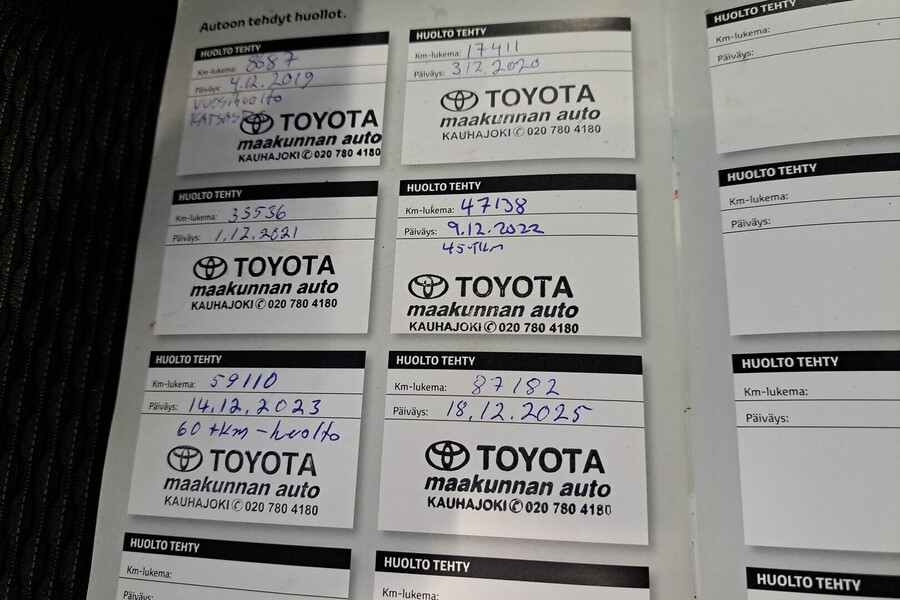 Autoon tehdyt huollot.
HUOLTO TEHTY
Km-lukema: 8687
Päiväys: 4.12.2019
vuosihuolto
TOYOTA
maakunnan auto
KAUHAJOKI ✆ 020 780 4180
HUOLTO TEHTY
Km-lukema: 17411
Päiväys: 3.12.2020
TOYOTA
maakunnan auto
KAUHAJOKI ✆ 020 780 4180
HUOLTO TEHTY
Km-lukema: 33536
Päiväys: 1.12.2021
TOYOTA
maakunnan auto
KAUHAJOKI ✆ 020 780 4180
HUOLTO TEHTY
Km-lukema: 47138
Päiväys: 9.12.2022
45 TKm
TOYOTA
maakunnan auto
KAUHAJOKI ✆ 020 780 4180
HUOLTO TEHTY
Km-lukema: 59110
Päiväys: 14.12.2023
60 tkm-huolto
TOYOTA
maakunnan auto
KAUHAJOKI ✆ 020 780 4180
HUOLTO TEHTY
Km-lukema: 87182
Päiväys: 18.12.2025
TOYOTA
maakunnan auto
KAUHAJOKI ✆ 020 780 4180
HUOLTO TEHTY
Km-lukema:
Päiväys:
HUOLTO TEHTY
Km-lukema:
HUOLTO TEHTY
Km-lukema:
Päiväys:
HUOLTO TEHTY
Km-lukema:
Päiväys:
HUOLTO TEHTY
Km-lukema:
Päiväys:
HUOLTO TEHTY